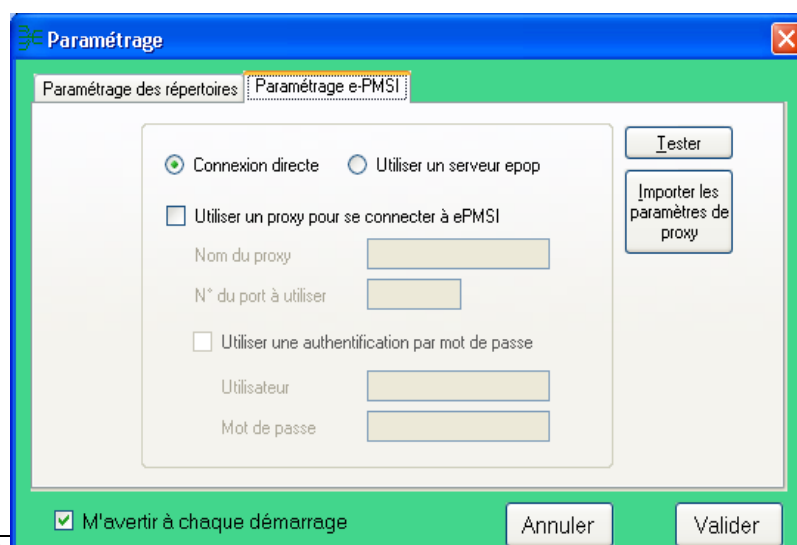 Paramétrage
Paramétrage des répertoires
Paramétrage e-PMSI
Connexion directe
Utiliser un serveur epop
Tester
Importer les
paramètres de
proxy
Utiliser un proxy pour se connecter à ePMSI
Nom du proxy
N° du port à utiliser
Utiliser une authentification par mot de passe
Utilisateur
Mot de passe
M'avertir à chaque démarrage
Annuler
Valider